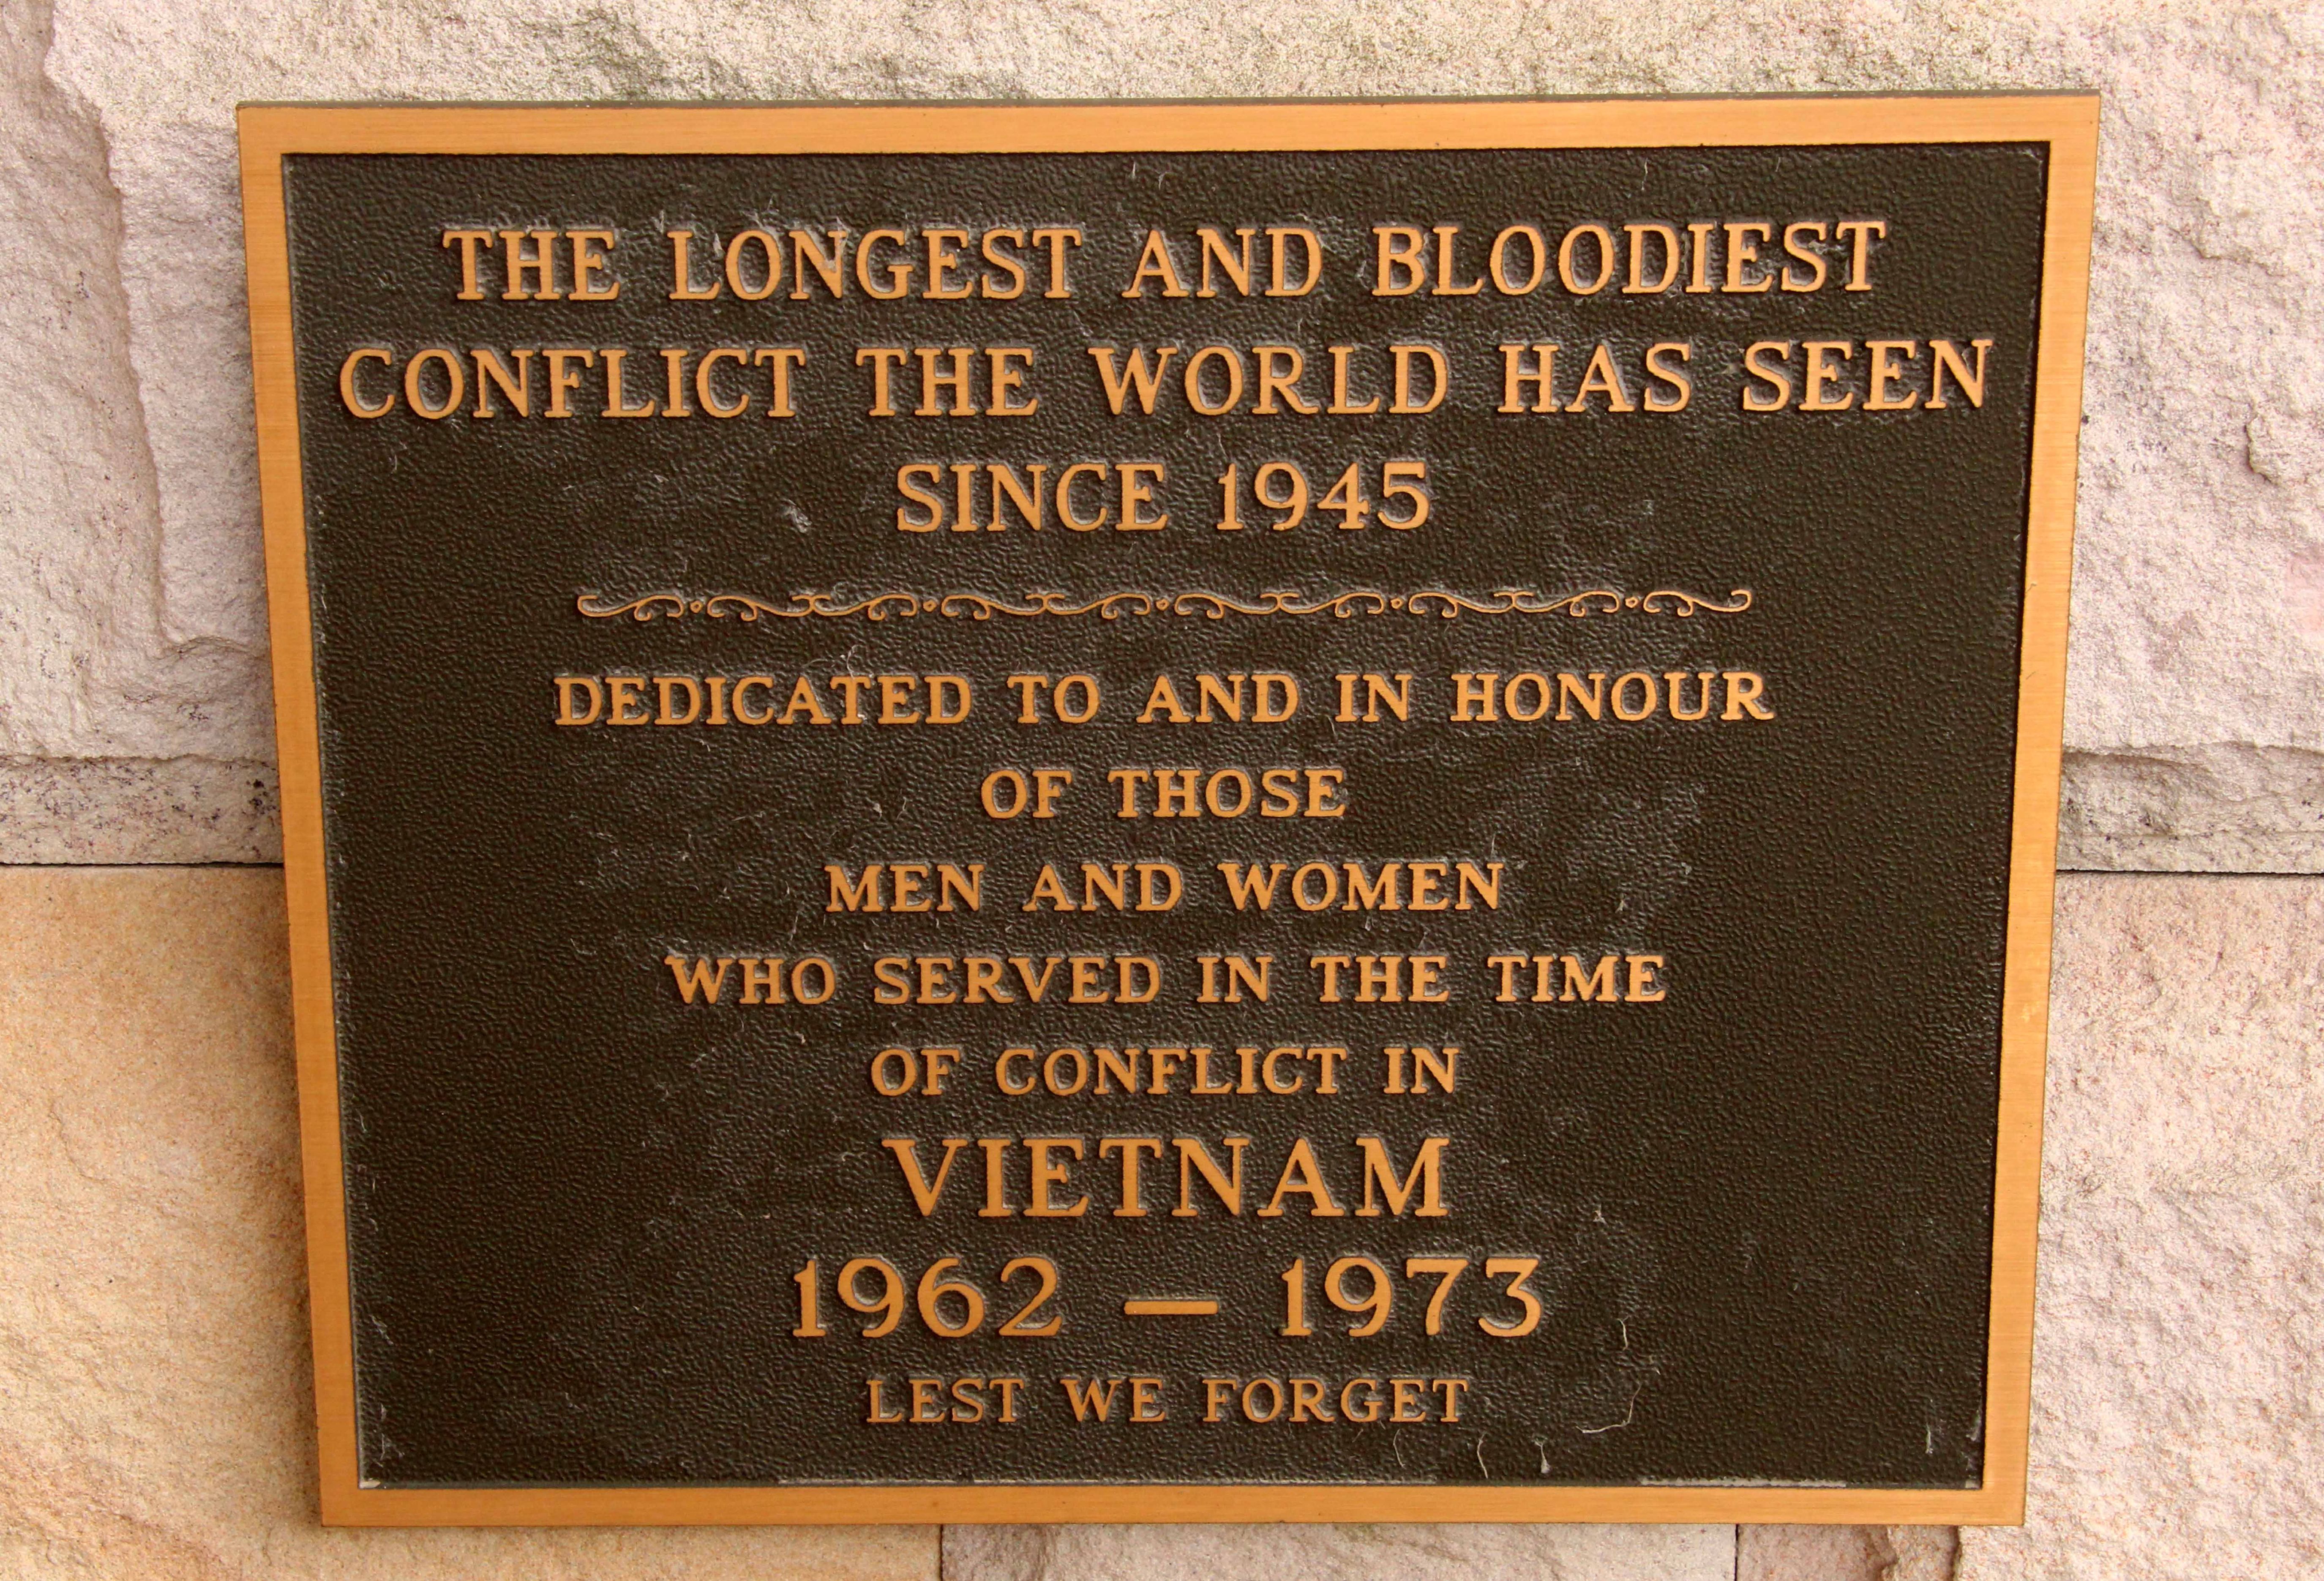 THE LONGEST AND BLOODIEST
CONFLICT THE WORLD HAS SEEN
SINCE 1945
DEDICATED TO AND IN HONOUR
OF THOSE
MEN AND WOMEN
WHO SERVED IN THE TIME
OF CONFLICT IN
VIETNAM
1962 — 1973
LEST WE FORGET